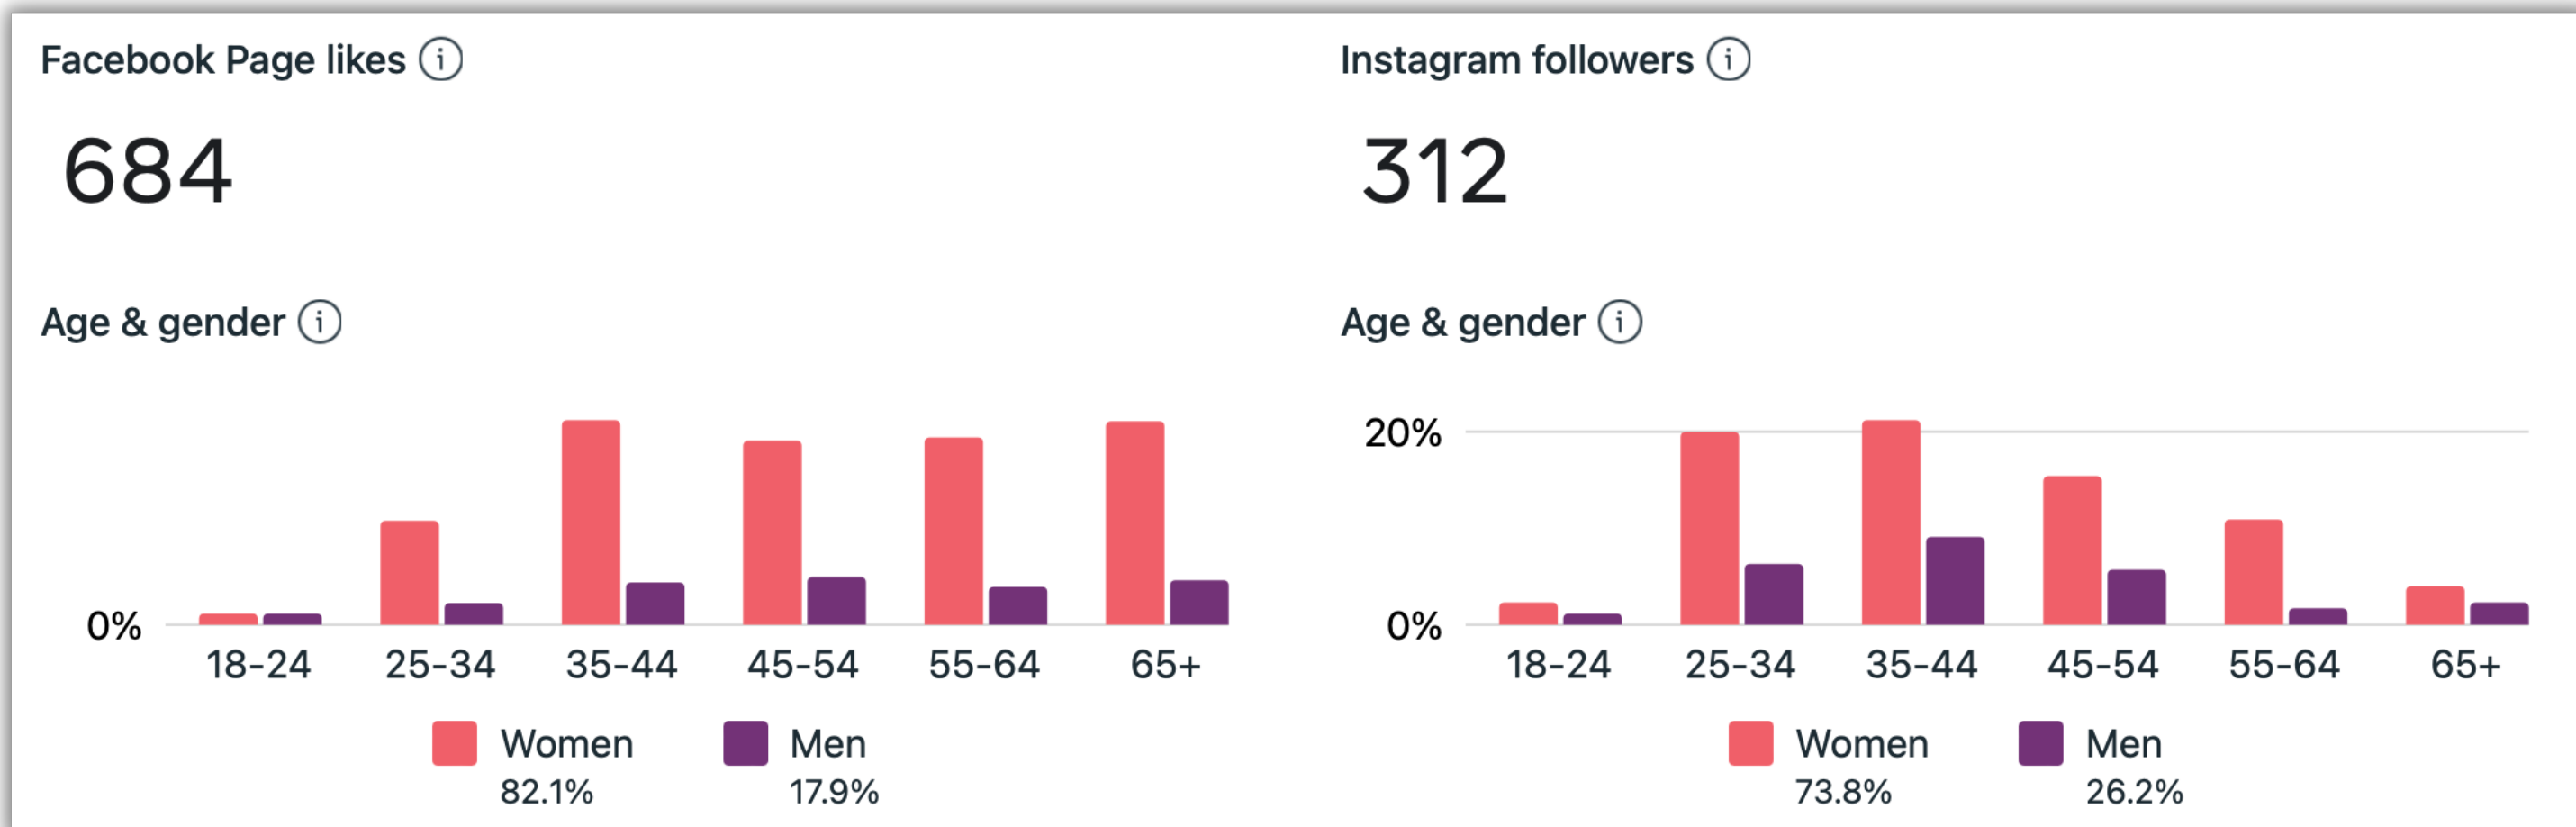 Facebook Page likes
684
Age & gender
0%
18-24 25-34 35-44 45-54 55-64 65+
Women Men
82.1% 17.9%
Instagram followers
312
Age & gender
20%
0%
18-24 25-34 35-44 45-54 55-64 65+
Women Men
73.8% 26.2%